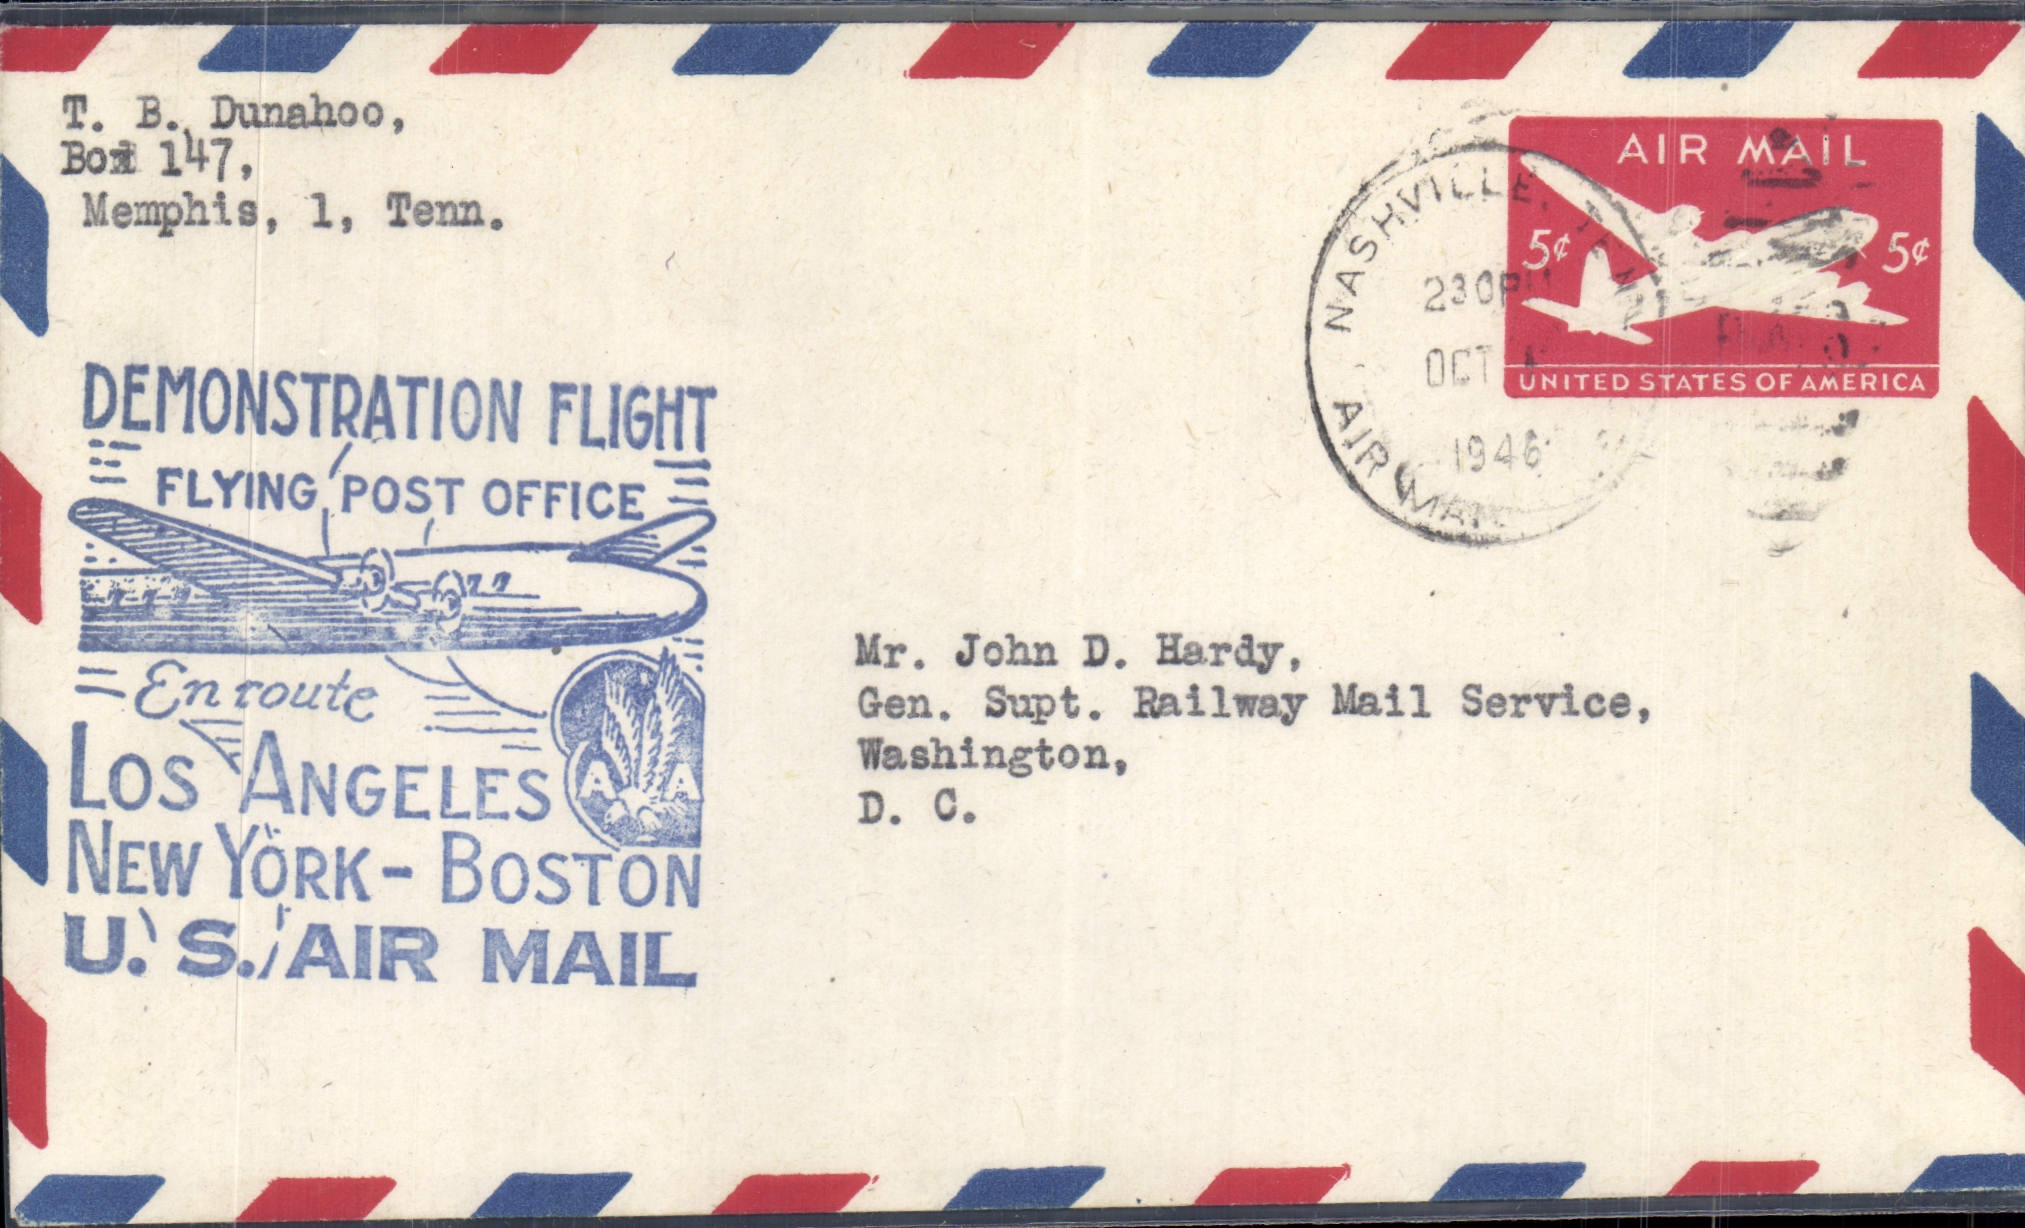 T. B. Dunahoo,
Box 147,
Memphis, 1, Tenn.
AIR MAIL
5¢ 5¢
UNITED STATES OF AMERICA
NASHVILLE,
230PM
OCT
1946
AIR MAIL
DEMONSTRATION FLIGHT
FLYING POST OFFICE
En route
LOS ANGELES
A A
NEW YORK - BOSTON
U. S. AIR MAIL
Mr. John D. Hardy,
Gen. Supt. Railway Mail Service,
Washington,
D. C.